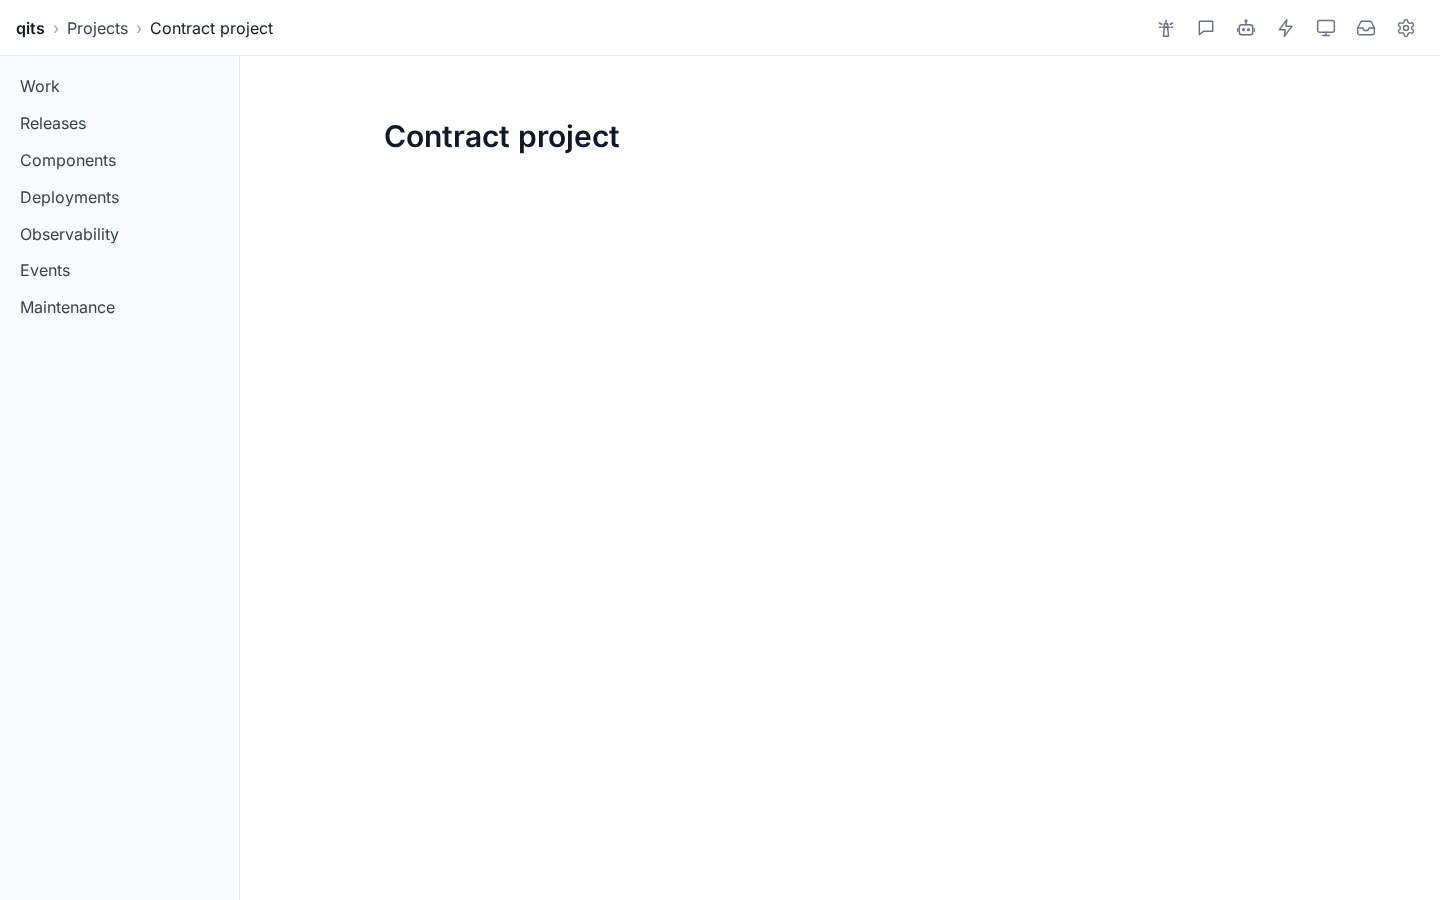 qits › Projects › Contract project
Work
Releases
Components
Deployments
Observability
Events
Maintenance
Contract project